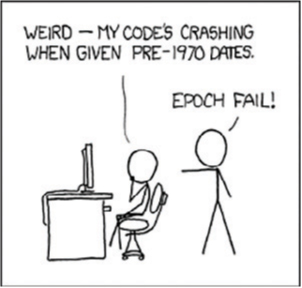 WEIRD — MY CODE'S CRASHING
WHEN GIVEN PRE-1970 DATES.
EPOCH FAIL!